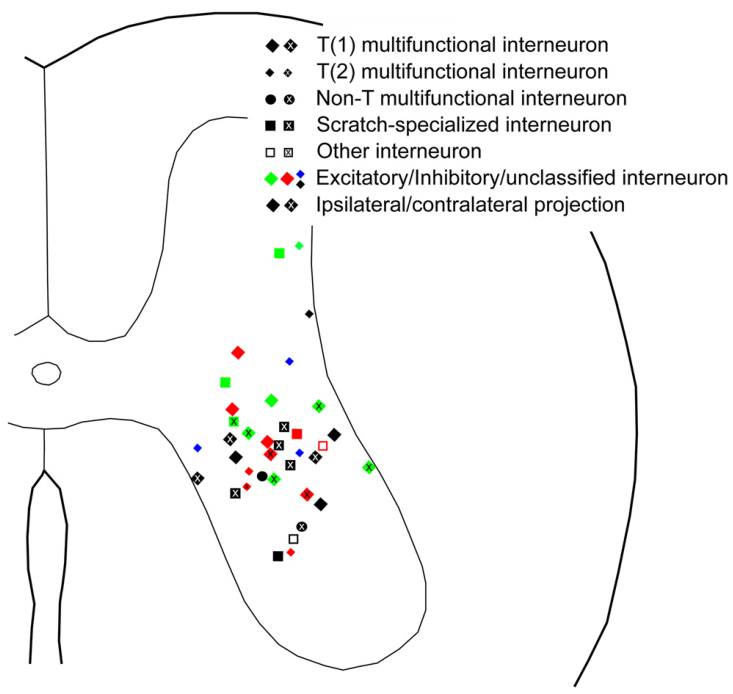 T(1) multifunctional interneuron
T(2) multifunctional interneuron
Non-T multifunctional interneuron
Scratch-specialized interneuron
Other interneuron
Excitatory/Inhibitory/unclassified interneuron
Ipsilateral/contralateral projection